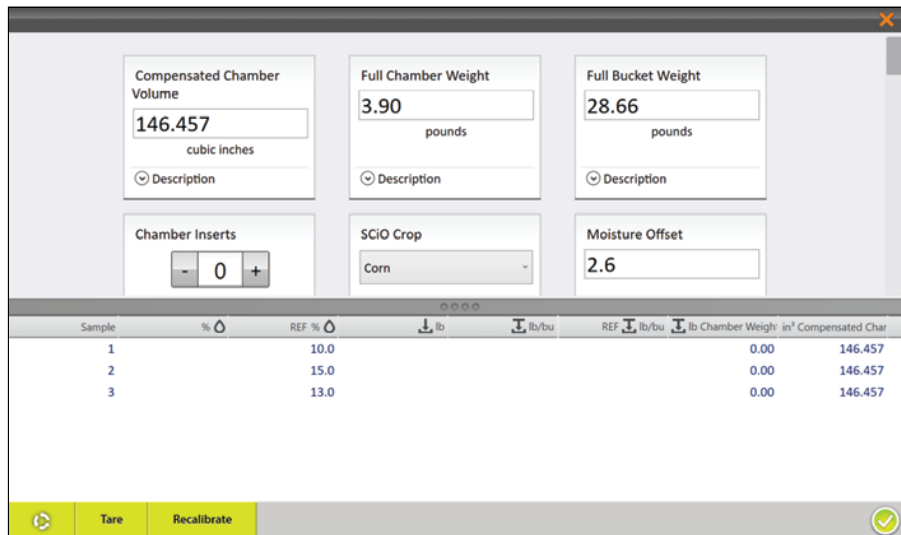 Compensated Chamber Volume
146.457
cubic inches
Description
Full Chamber Weight
3.90
pounds
Description
Full Bucket Weight
28.66
pounds
Description
Chamber Inserts
- 0 +
SCiO Crop
Corn
Moisture Offset
2.6
Sample % REF % lb lb/bu REF lb/bu lb Chamber Weigh in³ Compensated Char
1 10.0 0.00 146.457
2 15.0 0.00 146.457
3 13.0 0.00 146.457
Tare Recalibrate